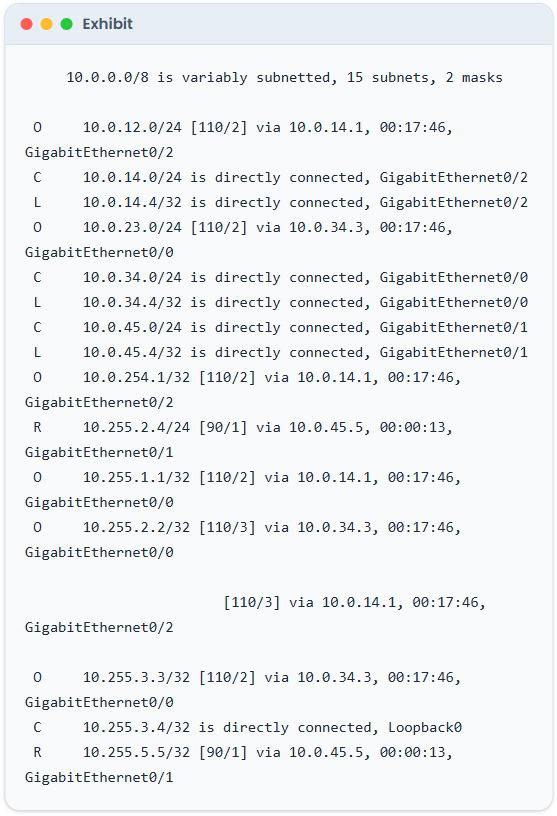 Exhibit
10.0.0.0/8 is variably subnetted, 15 subnets, 2 masks
O 10.0.12.0/24 [110/2] via 10.0.14.1, 00:17:46,
GigabitEthernet0/2
C 10.0.14.0/24 is directly connected, GigabitEthernet0/2
L 10.0.14.4/32 is directly connected, GigabitEthernet0/2
O 10.0.23.0/24 [110/2] via 10.0.34.3, 00:17:46,
GigabitEthernet0/0
C 10.0.34.0/24 is directly connected, GigabitEthernet0/0
L 10.0.34.4/32 is directly connected, GigabitEthernet0/0
C 10.0.45.0/24 is directly connected, GigabitEthernet0/1
L 10.0.45.4/32 is directly connected, GigabitEthernet0/1
O 10.0.254.1/32 [110/2] via 10.0.14.1, 00:17:46,
GigabitEthernet0/2
R 10.255.2.4/24 [90/1] via 10.0.45.5, 00:00:13,
GigabitEthernet0/1
O 10.255.1.1/32 [110/2] via 10.0.14.1, 00:17:46,
GigabitEthernet0/0
O 10.255.2.2/32 [110/3] via 10.0.34.3, 00:17:46,
GigabitEthernet0/0
[110/3] via 10.0.14.1, 00:17:46,
GigabitEthernet0/2
O 10.255.3.3/32 [110/2] via 10.0.34.3, 00:17:46,
GigabitEthernet0/0
C 10.255.3.4/32 is directly connected, Loopback0
R 10.255.5.5/32 [90/1] via 10.0.45.5, 00:00:13,
GigabitEthernet0/1